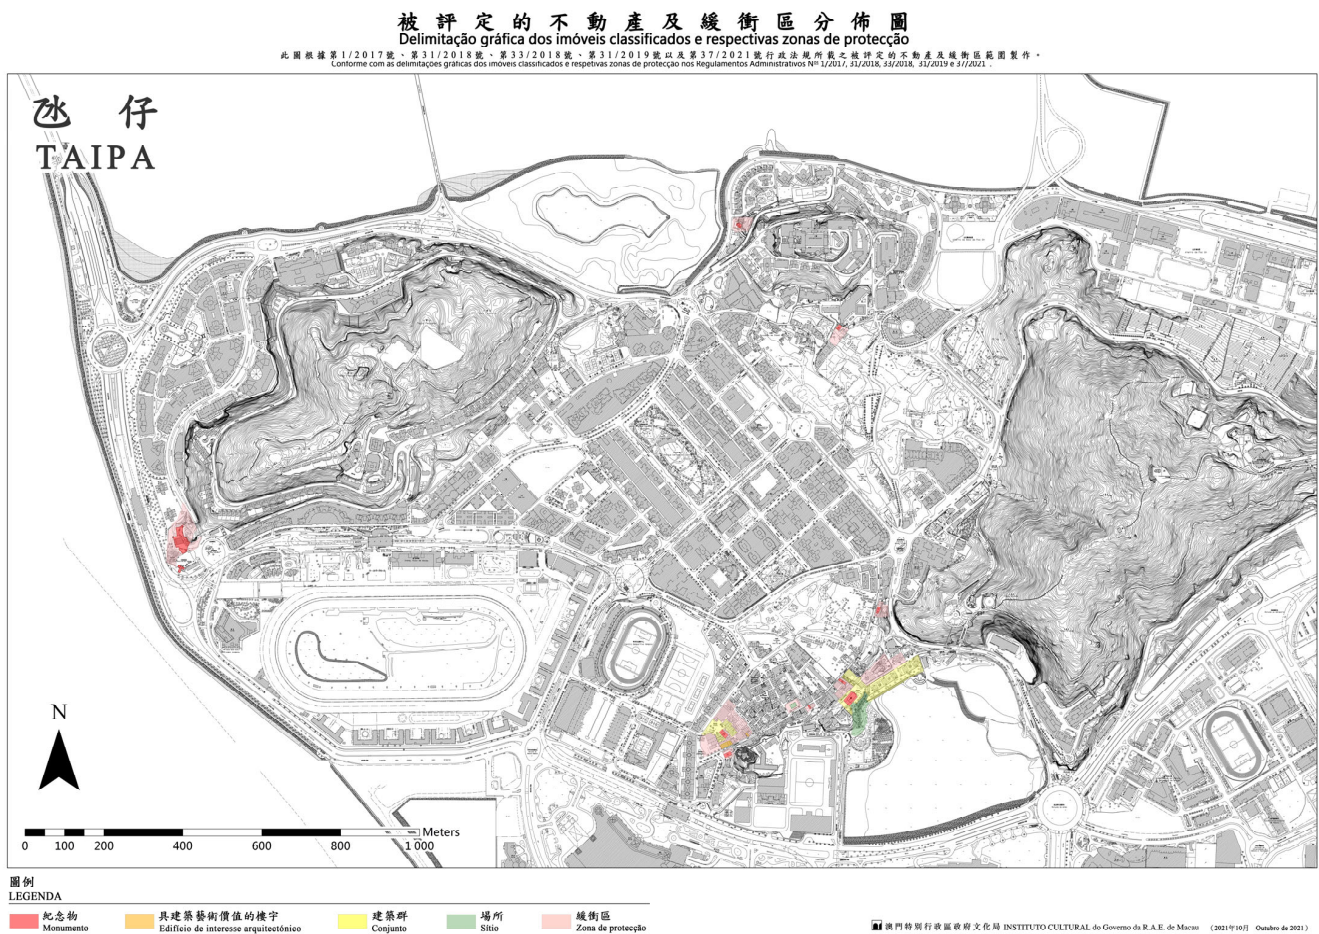 被評定的不動產及緩衝區分佈圖
Delimitação gráfica dos imóveis classificados e respectivas zonas de protecção
此圖根據第1/2017號、第31/2018號、第33/2018號、第31/2019號以及第37/2021號行政法規所載之被評定的不動產及緩衝區範圍製作。
Conforme com as delimitações gráficas dos imóveis classificados e respetivas zonas de protecção nos Regulamentos Administrativos Nos 1/2017, 31/2018, 33/2018, 31/2019 e 37/2021 .
氹仔
TAIPA
N
Meters
0 100 200 400 600 800 1 000
圖例
LEGENDA
紀念物
Monumento
具建築藝術價值的樓宇
Edifício de interesse arquitectónico
建築群
Conjunto
場所
Sítio
緩衝區
Zona de protecção
澳門特別行政區政府文化局 INSTITUTO CULTURAL do Governo da R.A.E. de Macau (2021年10月 Outubro de 2021)